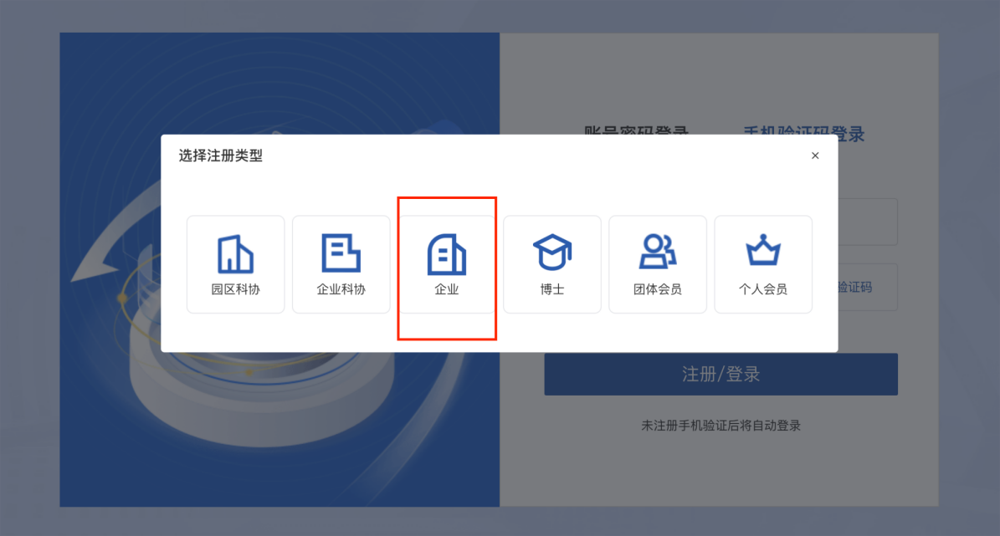 账号密码登录
手机验证码登录
选择注册类型
×
园区科协
企业科协
企业
博士
团体会员
个人会员
验证码
注册/登录
未注册手机验证后将自动登录